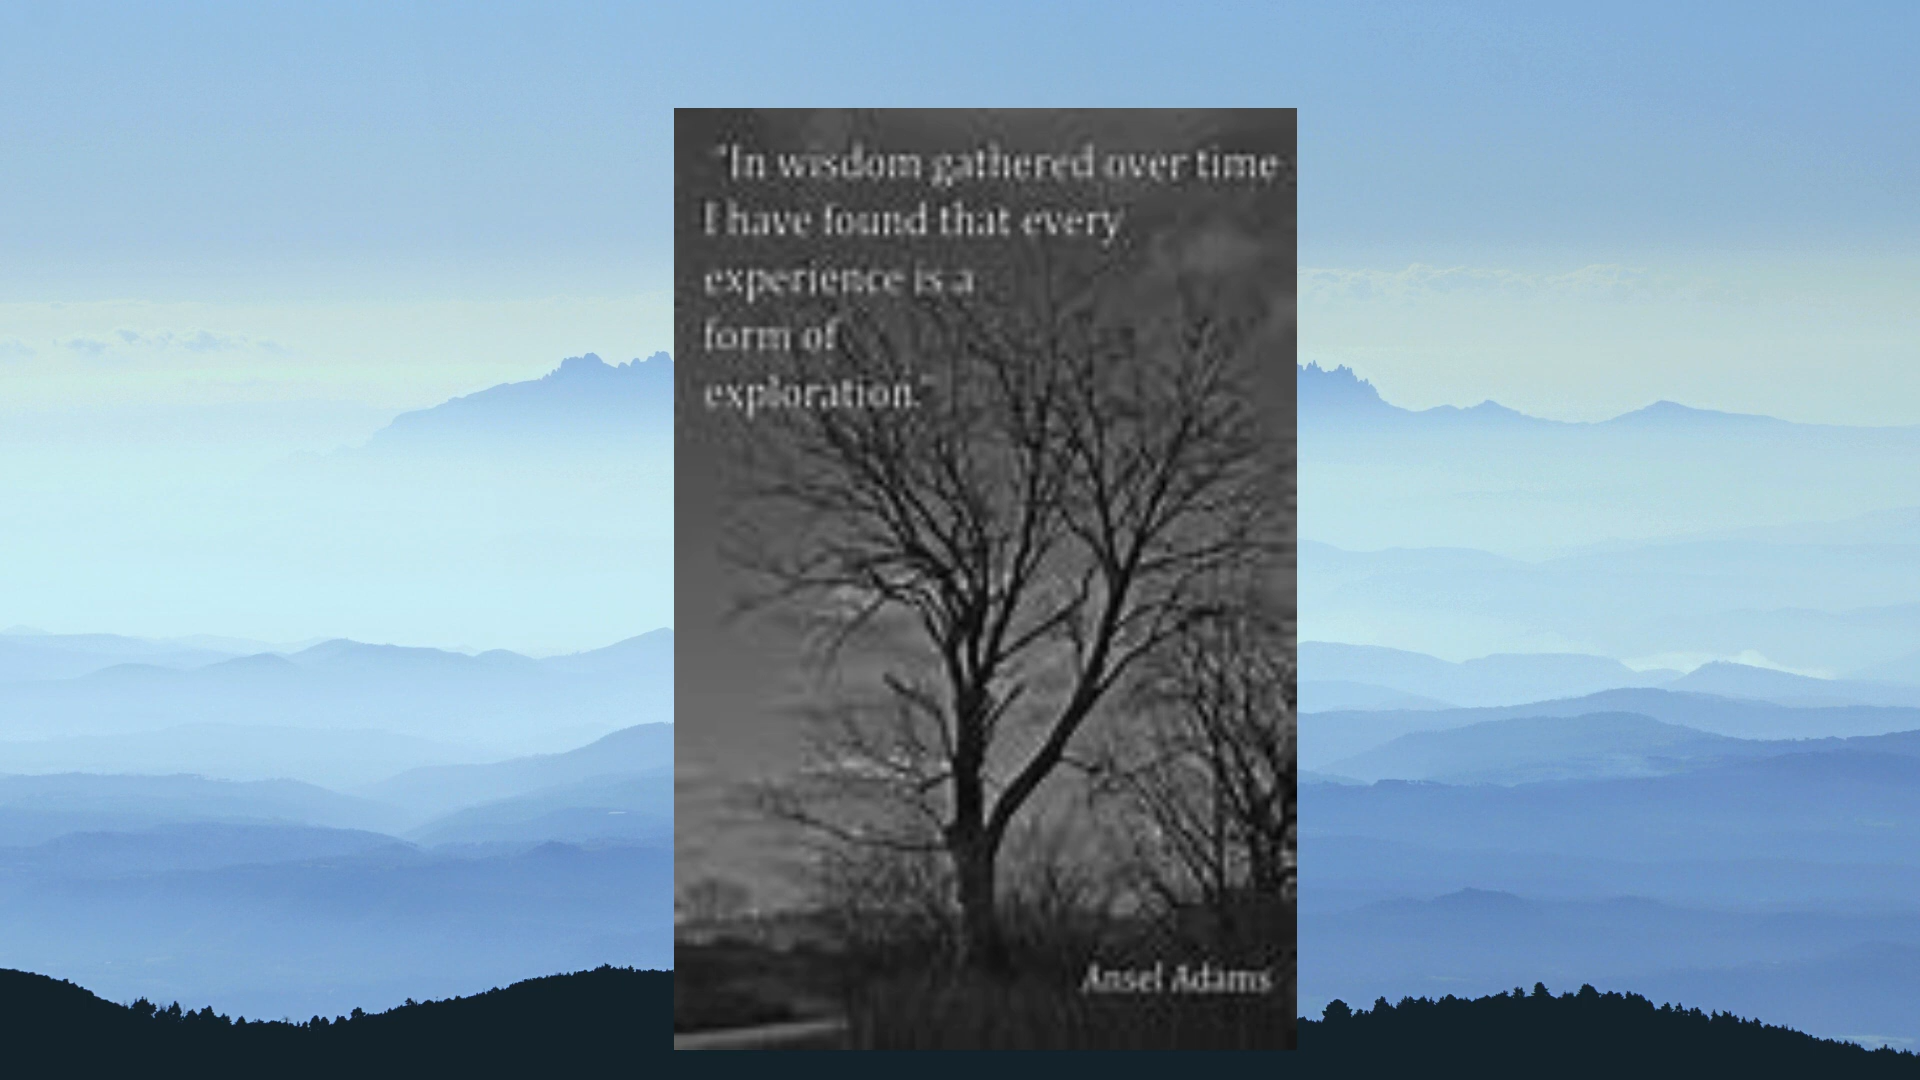 "In wisdom gathered over time
I have found that every
experience is a
form of
exploration."
Ansel Adams